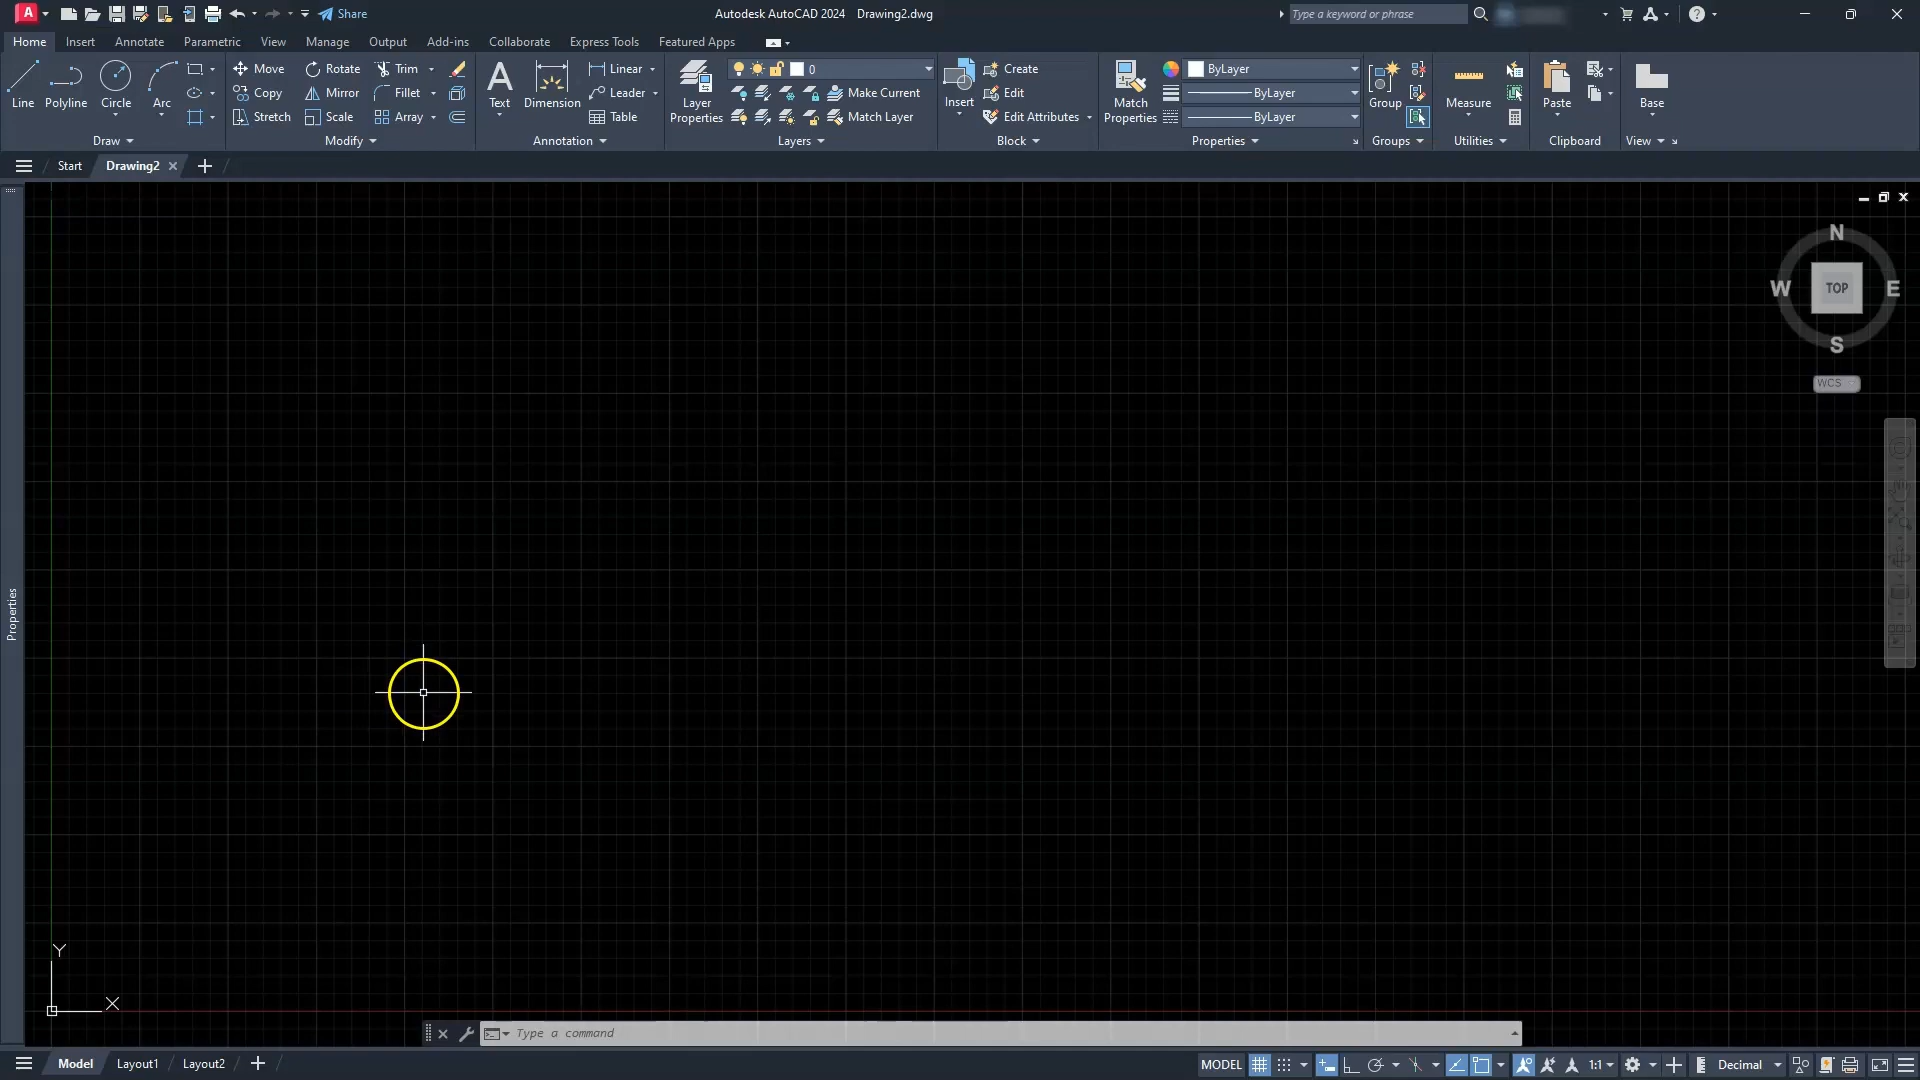 A Share Autodesk AutoCAD 2024 Drawing2.dwg Type a keyword or phrase
Home Insert Annotate Parametric View Manage Output Add-ins Collaborate Express Tools Featured Apps
Move Rotate Trim Linear 0 Create ByLayer
Copy Mirror Fillet Leader Make Current Edit ByLayer
Line Polyline Circle Arc Text Dimension Layer Properties Insert Match Properties Group Measure Paste Base
Stretch Scale Array Table Match Layer Edit Attributes ByLayer
Draw Modify Annotation Layers Block Properties Groups Utilities Clipboard View
Start Drawing2
N
W TOP E
S
WCS
Properties
Y
X
Type a command
Model Layout1 Layout2 MODEL 1:1 Decimal